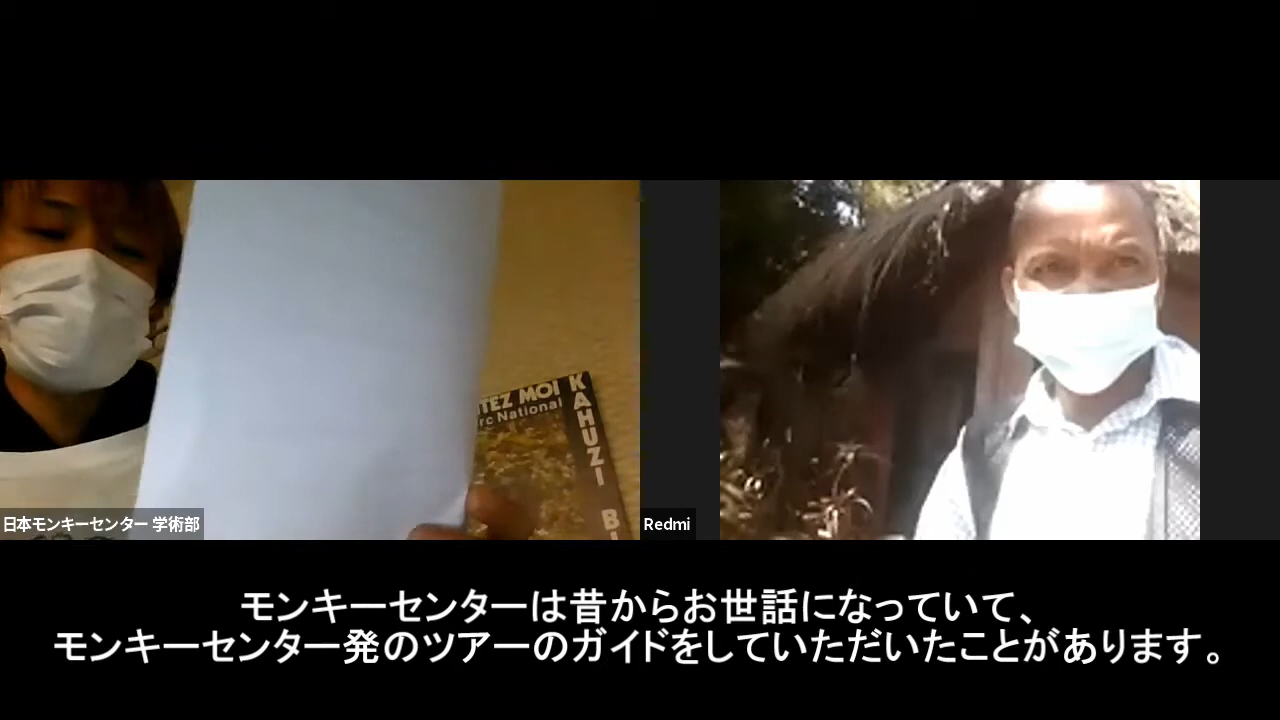 ITEZ MOI
rc National
KAHUZI
B
日本モンキーセンター 学術部
Redmi
モンキーセンターは昔からお世話になっていて、
モンキーセンター発のツアーのガイドをしていただいたことがあります。